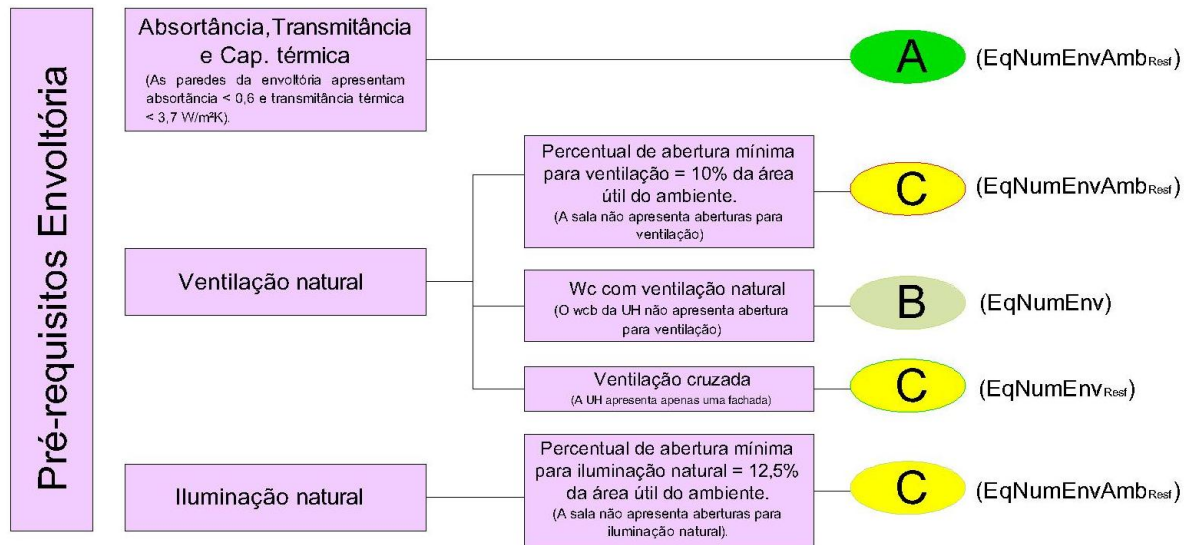 Pré-requisitos Envoltória
Absortância,Transmitância
e Cap. térmica
(As paredes da envoltória apresentam
absortância < 0,6 e transmitância térmica
< 3,7 W/m²K).
A
(EqNumEnvAmbResf)
Ventilação natural
Percentual de abertura mínima
para ventilação = 10% da área
útil do ambiente.
(A sala não apresenta aberturas para
ventilação)
C
(EqNumEnvAmbResf)
Wc com ventilação natural
(O wcb da UH não apresenta abertura
para ventilação)
B
(EqNumEnv)
Ventilação cruzada
(A UH apresenta apenas uma fachada)
C
(EqNumEnvResf)
Iluminação natural
Percentual de abertura mínima
para iluminação natural = 12,5%
da área útil do ambiente.
(A sala não apresenta aberturas para
iluminação natural).
C
(EqNumEnvAmbResf)